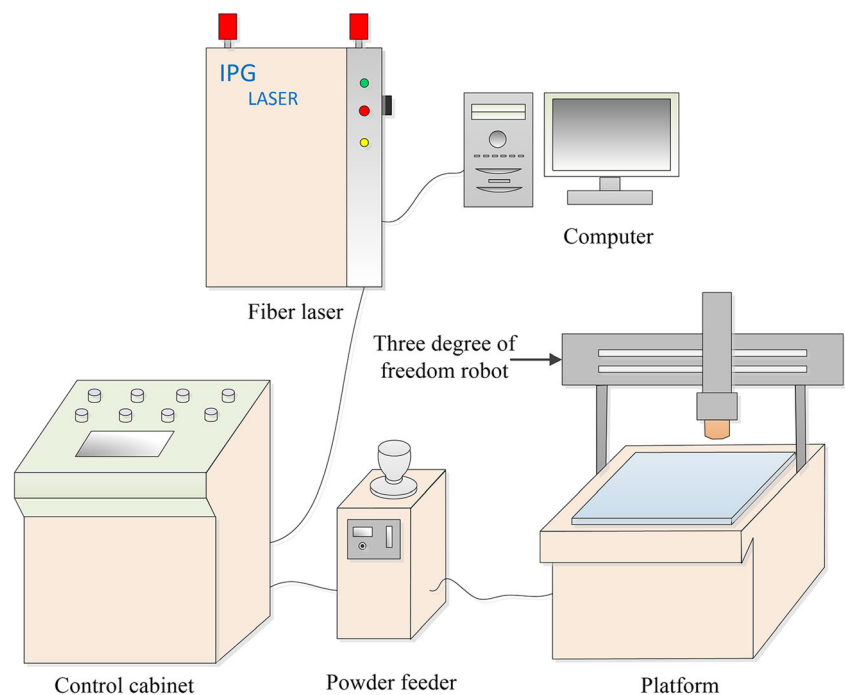 IPG
LASER
Computer
Fiber laser
Three degree of
freedom robot
Control cabinet
Powder feeder
Platform